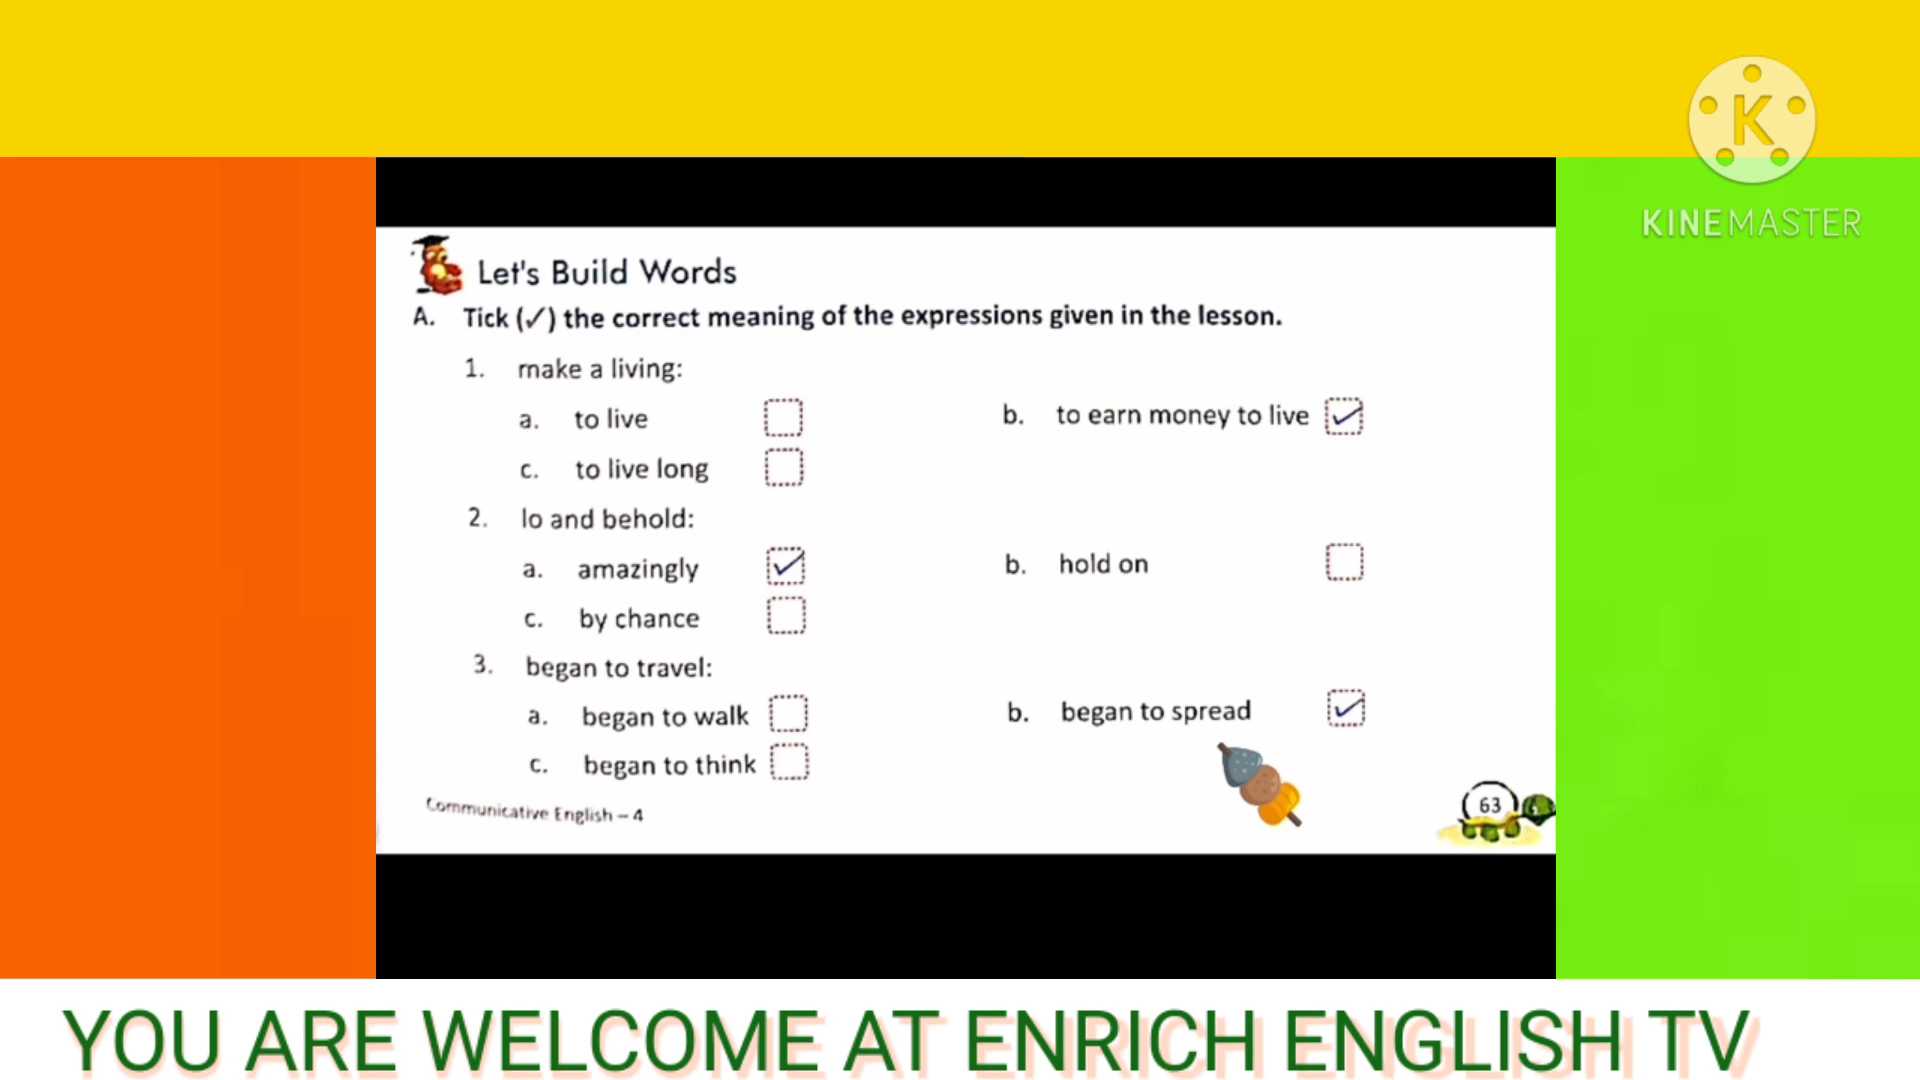 K
KINEMASTER
Let's Build Words
A. Tick (✓) the correct meaning of the expressions given in the lesson.
1. make a living:
a. to live b. to earn money to live ✓
c. to live long
2. lo and behold:
a. amazingly ✓ b. hold on
c. by chance
3. began to travel:
a. began to walk b. began to spread ✓
c. began to think
Communicative English – 4
63
YOU ARE WELCOME AT ENRICH ENGLISH TV